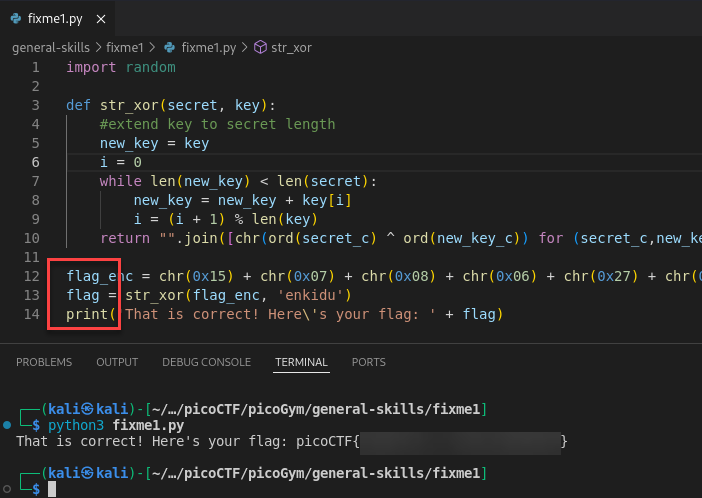 fixme1.py
general-skills > fixme1 > fixme1.py > str_xor
1 import random
2
3 def str_xor(secret, key):
4 #extend key to secret length
5 new_key = key
6 i = 0
7 while len(new_key) < len(secret):
8 new_key = new_key + key[i]
9 i = (i + 1) % len(key)
10 return "".join([chr(ord(secret_c) ^ ord(new_key_c)) for (secret_c,new_ke
11
12 flag_enc = chr(0x15) + chr(0x07) + chr(0x08) + chr(0x06) + chr(0x27) + chr(0
13 flag = str_xor(flag_enc, 'enkidu')
14 print('That is correct! Here\'s your flag: ' + flag)
PROBLEMS OUTPUT DEBUG CONSOLE TERMINAL PORTS
(kali㉿kali)-[~/…/picoCTF/picoGym/general-skills/fixme1]
$ python3 fixme1.py
That is correct! Here's your flag: picoCTF{ }
(kali㉿kali)-[~/…/picoCTF/picoGym/general-skills/fixme1]
$